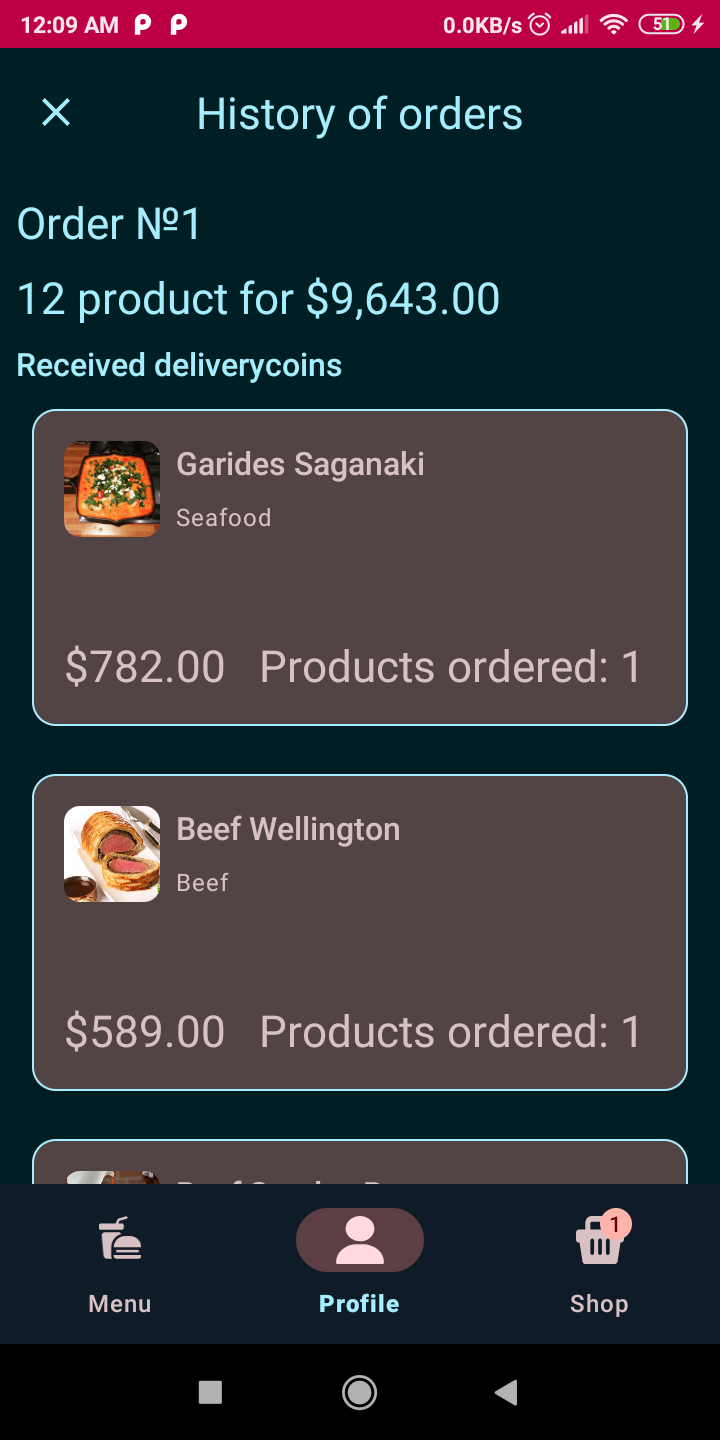 12:09 AM
0.0KB/s
51
History of orders
Order №1
12 product for $9,643.00
Received deliverycoins
Garides Saganaki
Seafood
$782.00 Products ordered: 1
Beef Wellington
Beef
$589.00 Products ordered: 1
1
Menu
Profile
Shop